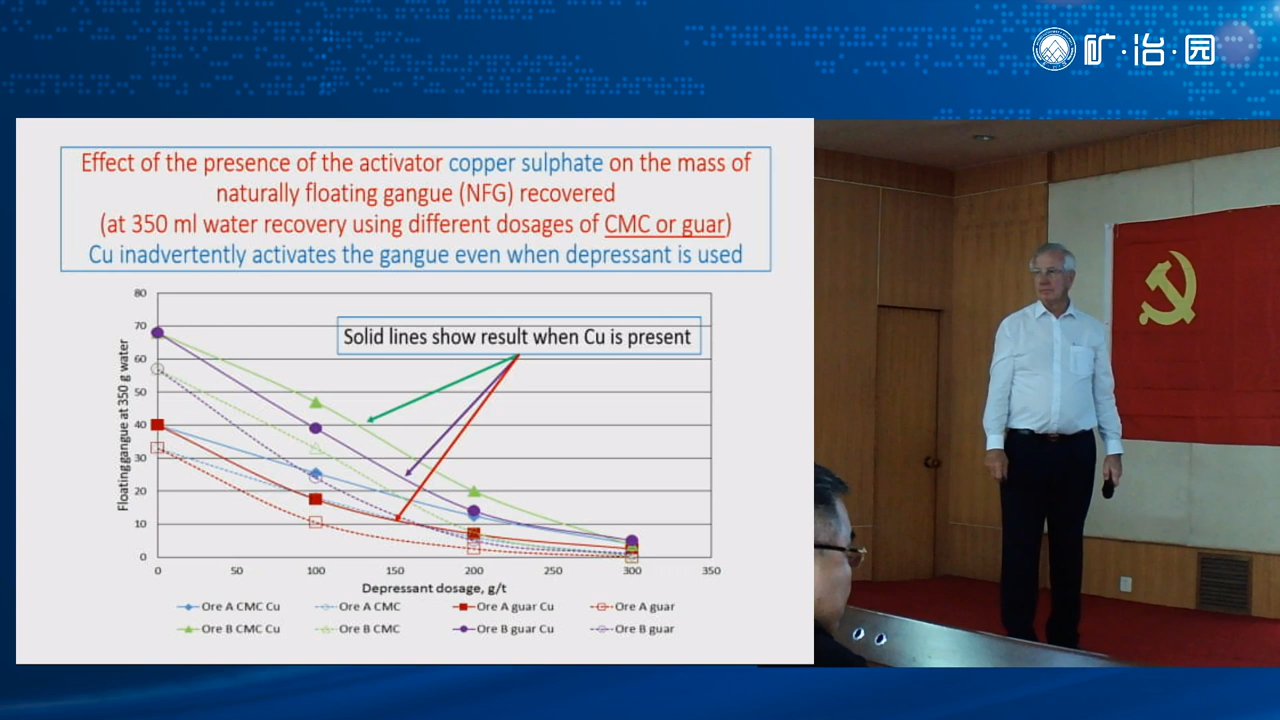 矿·冶·园
Effect of the presence of the activator copper sulphate on the mass of
naturally floating gangue (NFG) recovered
(at 350 ml water recovery using different dosages of CMC or guar)
Cu inadvertently activates the gangue even when depressant is used
Solid lines show result when Cu is present
Floating gangue at 350 g water
80
70
60
50
40
30
20
10
0
0 50 100 150 200 250 300 350
Depressant dosage, g/t
Ore A CMC Cu Ore A CMC Ore A guar Cu Ore A guar
Ore B CMC Cu Ore B CMC Ore B guar Cu Ore B guar